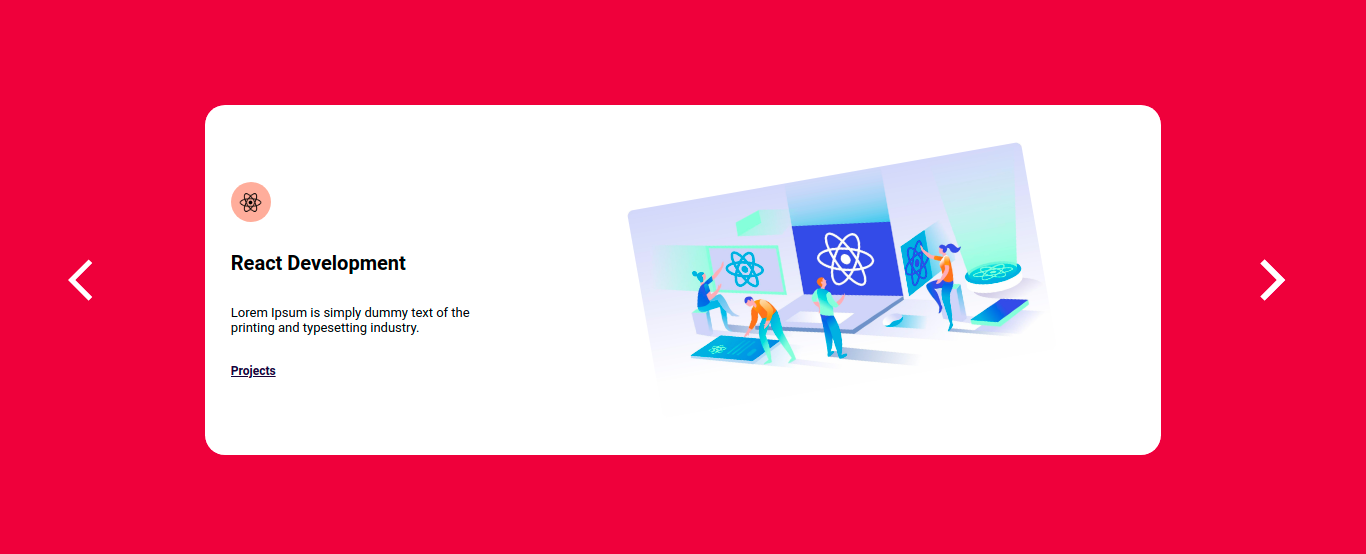 React Development
Lorem Ipsum is simply dummy text of the
printing and typesetting industry.
Projects